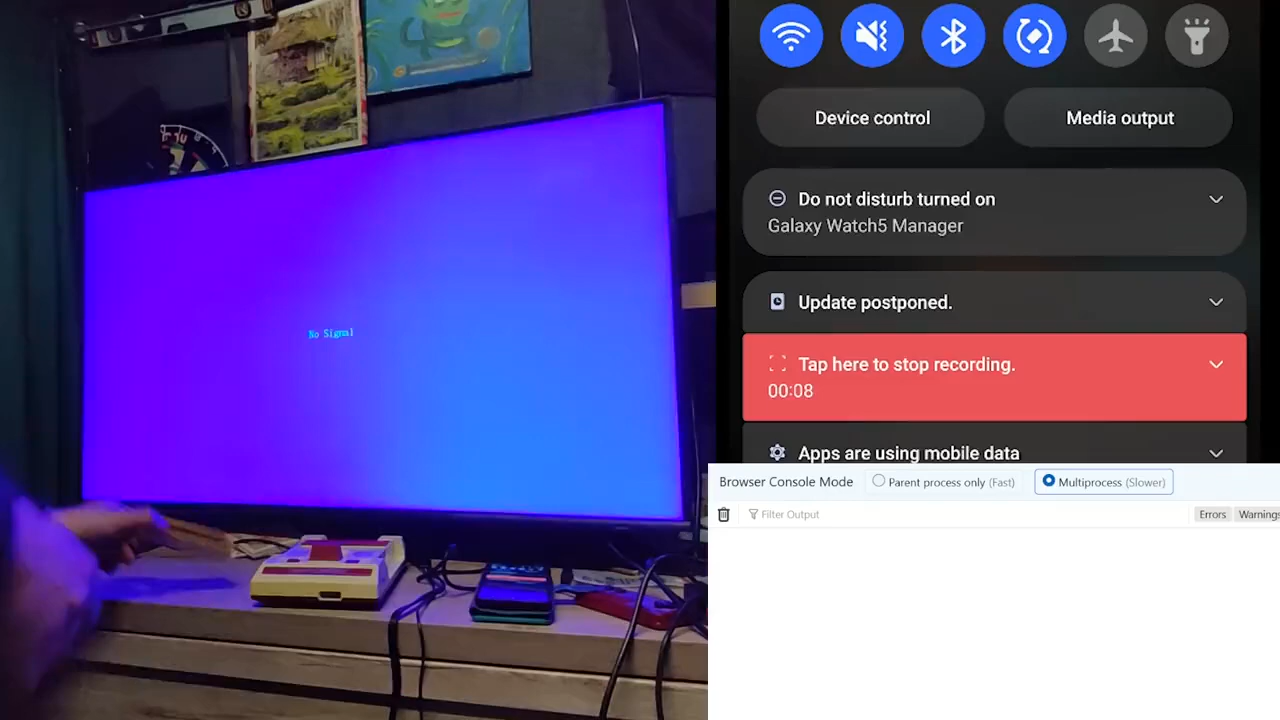 No Signal
Device control
Media output
Do not disturb turned on
Galaxy Watch5 Manager
Update postponed.
Tap here to stop recording.
00:08
Apps are using mobile data
Browser Console Mode
Parent process only (Fast)
Multiprocess (Slower)
Filter Output
Errors
Warnings